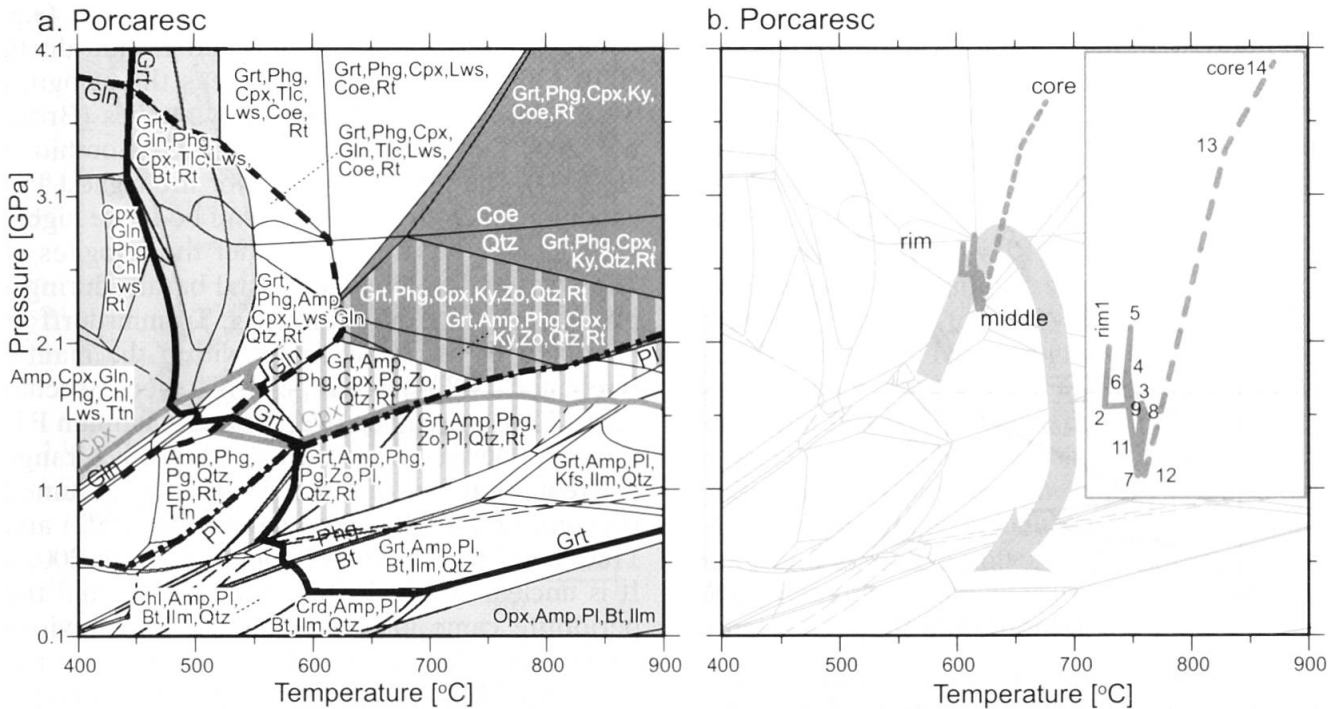 a. Porcaresc
4.1
3.1
2.1
1.1
0.1
Pressure [GPa]
400 500 600 700 800 900
Temperature [°C]
Gln
Grt
Grt,
Gln,Phg
Cpx,Tlc,Lws,
Bt,Rt
Grt,Phg,
Cpx,Tlc,
Lws,Coe,
Rt
Grt,Phg,Cpx,Lws,
Coe,Rt
Grt,Phg,Cpx,
Gln,Tlc,Lws,
Coe,Rt
Grt,Phg,Cpx,Ky,
Coe,Rt
Coe
Qtz
Grt,Phg,Cpx,
Ky,Qtz,Rt
Cpx
Gln
Phg
Chl
Lws
Rt
Grt,
Phg,Amp
Cpx,Lws,Gln
Qtz,Rt
Grt,Phg,Cpx,Ky,Zo,Qtz,Rt
Grt,Amp,Phg,Cpx,
Ky,Zo,Qtz,Rt
Pl
Amp,Cpx,Gln,
Phg,Chl,
Lws,Ttn
Gln
Grt,Amp
Phg,Cpx,Pg,Zo,
Qtz,Rt
Cpx
Gln
Grt
Cpx
Grt,Amp,Phg,
Zo,Pl,Qtz,Rt
Amp,Phg,
Pg,Qtz,
Ep,Rt,
Ttn
Grt,Amp,Phg,
Pg,Zo,Pl,
Qtz,Rt
Grt,Amp,Pl,
Kfs,Ilm,Qtz
Pl
Phg
Bt
Grt,Amp,Pl,
Bt,Ilm,Qtz
Grt
Chl,Amp,Pl,
Bt,Ilm,Qtz
Crd,Amp,Pl
Bt,Ilm,Qtz
Opx,Amp,Pl,Bt,Ilm
b. Porcaresc
core
rim
middle
core14
13
rim1
5
4
6
3
2
9
8
11
7
12
400 500 600 700 800 900
Temperature [°C]